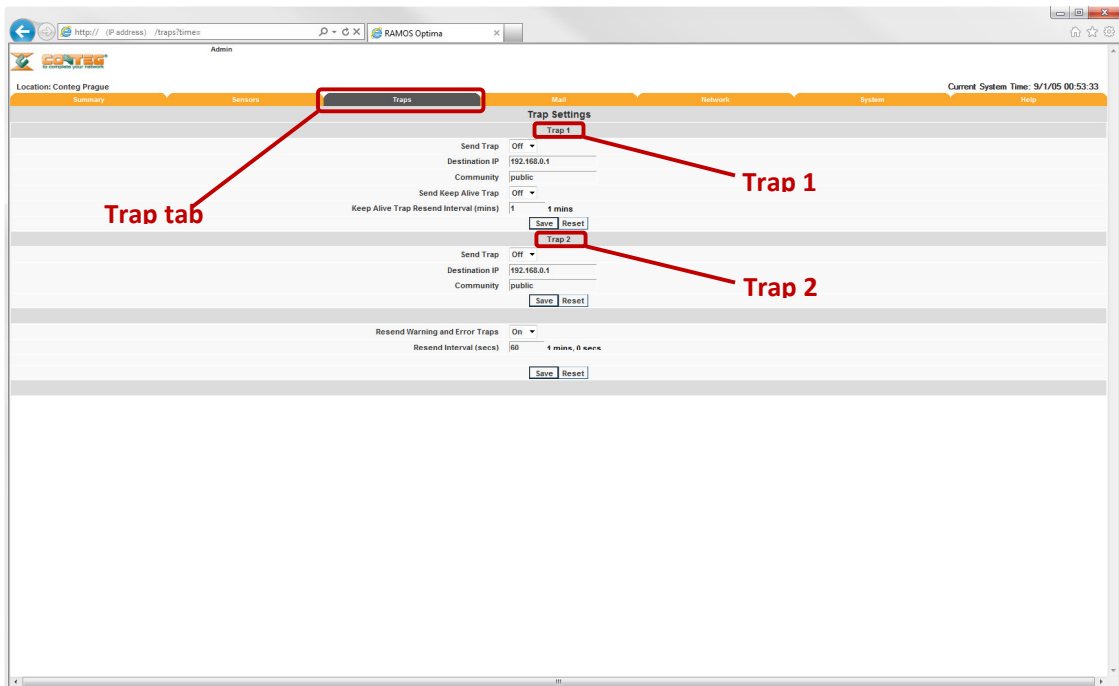 http:// (IP address) /traps?time=
RAMOS Optima
Admin
CONTEG
to complete your network
Location: Conteg Prague
Current System Time: 9/1/05 00:53:33
Summary Sensors Traps Mail Network System Help
Trap Settings
Trap 1
Send Trap Off
Destination IP 192.168.0.1
Community public
Send Keep Alive Trap Off
Keep Alive Trap Resend Interval (mins) 1 1 mins
Save Reset
Trap 2
Send Trap Off
Destination IP 192.168.0.1
Community public
Save Reset
Resend Warning and Error Traps On
Resend Interval (secs) 60 1 mins, 0 secs
Save Reset
Trap tab
Trap 1
Trap 2